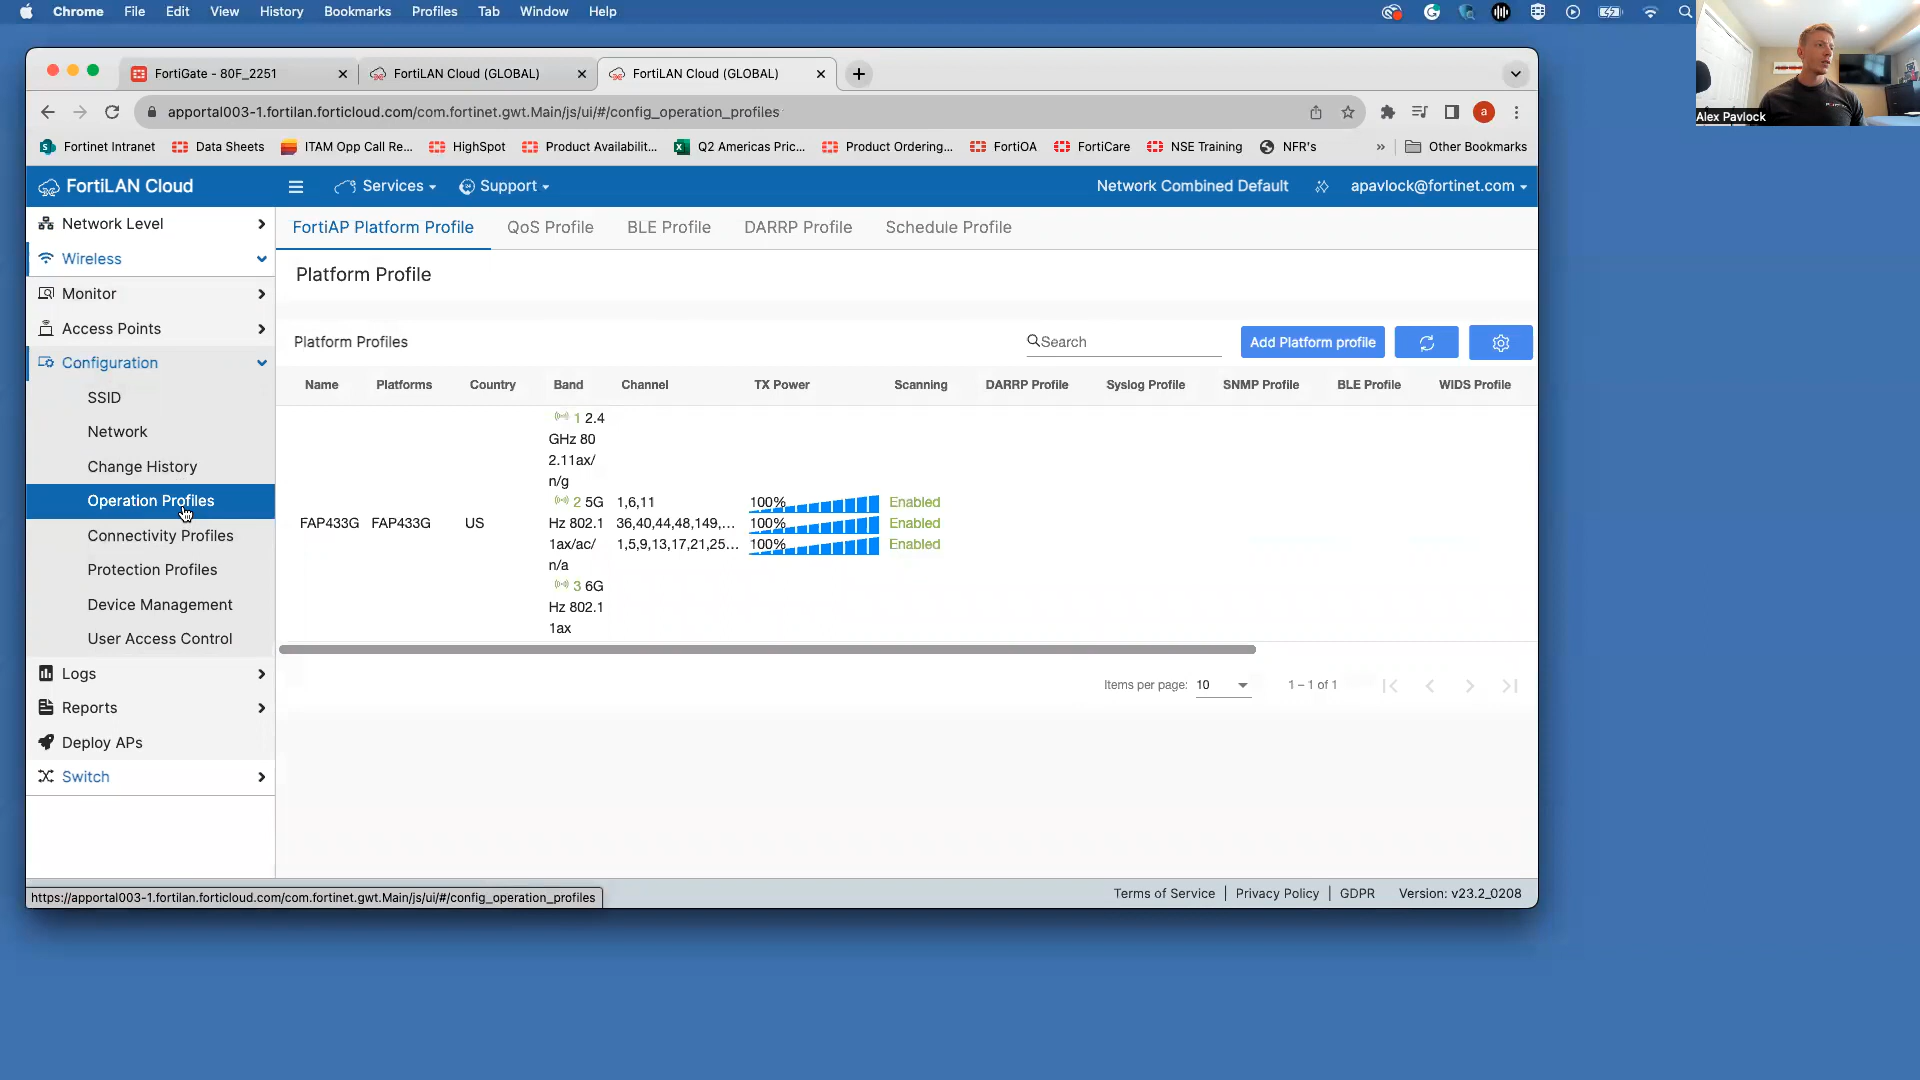 Chrome File Edit View History Bookmarks Profiles Tab Window Help
Alex Pavlock
FortiGate - 80F_2251
FortiLAN Cloud (GLOBAL)
FortiLAN Cloud (GLOBAL)
apportal003-1.fortilan.forticloud.com/com.fortinet.gwt.Main/js/ui/#/config_operation_profiles
a
Fortinet Intranet Data Sheets ITAM Opp Call Re... HighSpot Product Availabilit... Q2 Americas Pric... Product Ordering... FortiOA FortiCare NSE Training NFR's » Other Bookmarks
FortiLAN Cloud Services Support Network Combined Default apavlock@fortinet.com
Network Level
Wireless
Monitor
Access Points
Configuration
SSID
Network
Change History
Operation Profiles
Connectivity Profiles
Protection Profiles
Device Management
User Access Control
Logs
Reports
Deploy APs
Switch
FortiAP Platform Profile QoS Profile BLE Profile DARRP Profile Schedule Profile
Platform Profile
Platform Profiles Search Add Platform profile
Name Platforms Country Band Channel TX Power Scanning DARRP Profile Syslog Profile SNMP Profile BLE Profile WIDS Profile
1 2.4
GHz 80
2.11ax/
n/g
2 5G 1,6,11 100% Enabled
FAP433G FAP433G US Hz 802.1 36,40,44,48,149,... 100% Enabled
1ax/ac/ 1,5,9,13,17,21,25... 100% Enabled
n/a
3 6G
Hz 802.1
1ax
Items per page: 10 1 – 1 of 1
https://apportal003-1.fortilan.forticloud.com/com.fortinet.gwt.Main/js/ui/#/config_operation_profiles
Terms of Service | Privacy Policy | GDPR Version: v23.2_0208